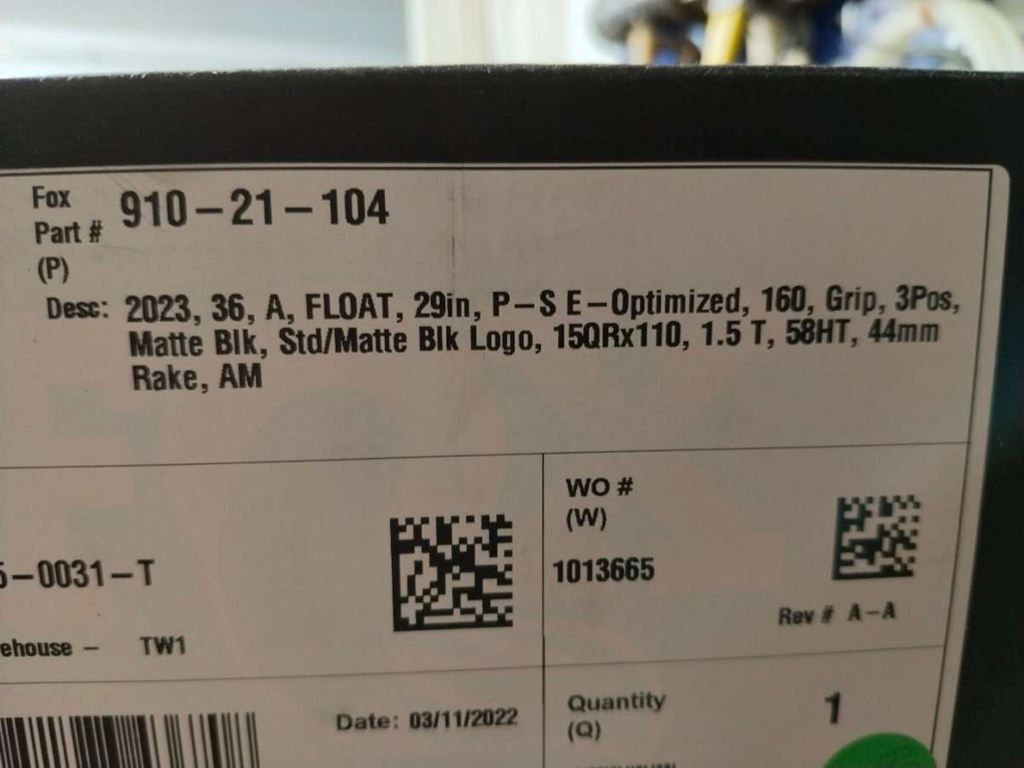 Fox
Part # 910-21-104
(P)
Desc: 2023, 36, A, FLOAT, 29in, P-S E-Optimized, 160, Grip, 3Pos,
Matte Blk, Std/Matte Blk Logo, 15QRx110, 1.5 T, 58HT, 44mm
Rake, AM
-0031-T
WO #
(W)
1013665
Rev # A-A
ehouse - TW1
Date: 03/11/2022
Quantity
(Q)
1